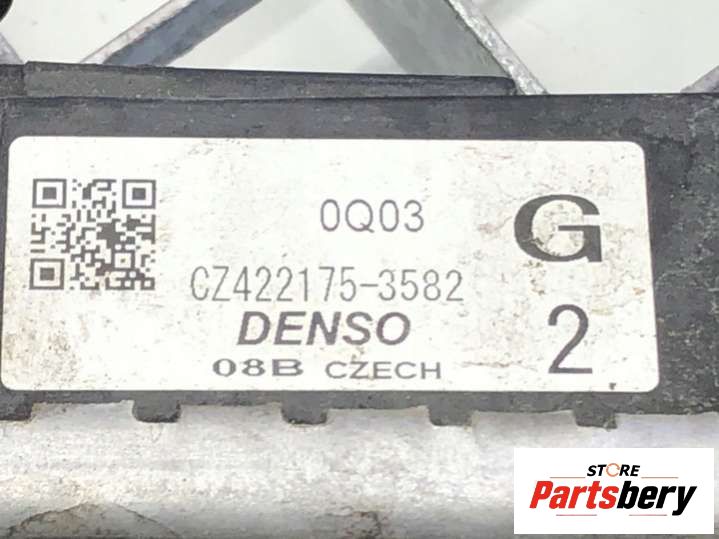 0Q03
G
CZ422175-3582
DENSO
2
08B CZECH
STORE
Partsbery